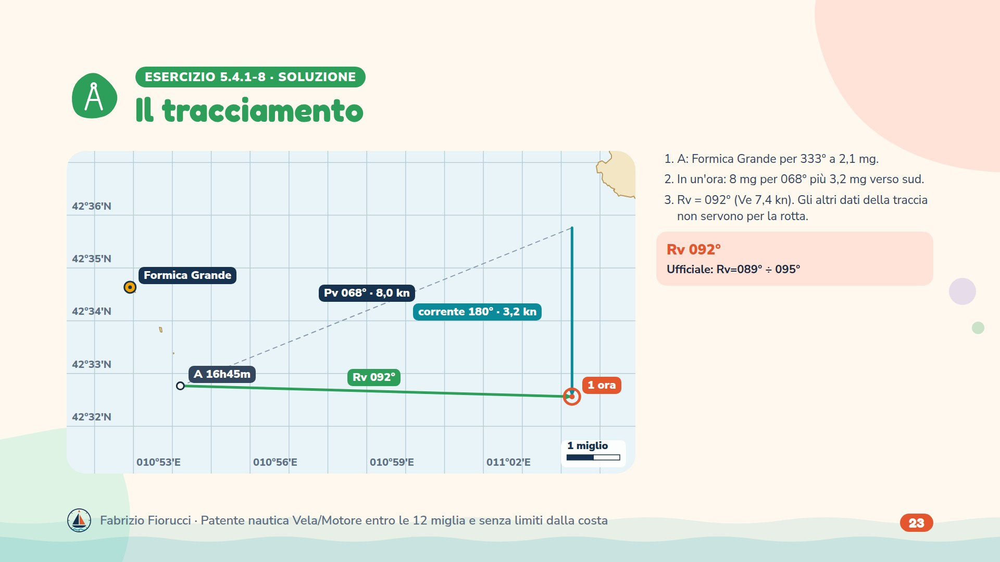 ESERCIZIO 5.4.1-8 · SOLUZIONE
Il tracciamento
42°36'N
42°35'N
Formica Grande
42°34'N
Pv 068° · 8,0 kn
corrente 180° · 3,2 kn
42°33'N
A 16h45m
Rv 092°
1 ora
42°32'N
1 miglio
010°53'E
010°56'E
010°59'E
011°02'E
1. A: Formica Grande per 333° a 2,1 mg.
2. In un'ora: 8 mg per 068° più 3,2 mg verso sud.
3. Rv = 092° (Ve 7,4 kn). Gli altri dati della traccia
non servono per la rotta.
Rv 092°
Ufficiale: Rv=089° ÷ 095°
Fabrizio Fiorucci · Patente nautica Vela/Motore entro le 12 miglia e senza limiti dalla costa
23